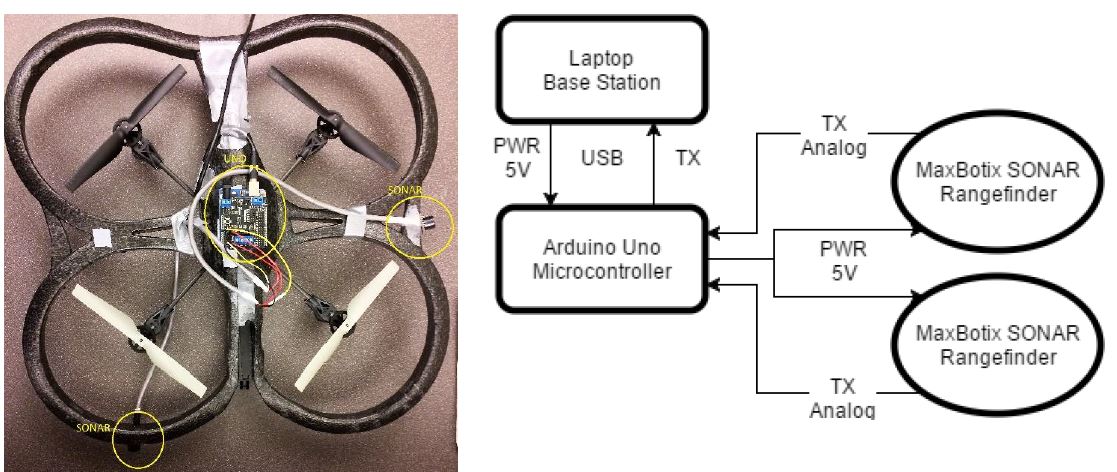 UNO
SONAR
SONAR
Laptop
Base Station
PWR
5V
USB
TX
Arduino Uno
Microcontroller
TX
Analog
MaxBotix SONAR
Rangefinder
PWR
5V
MaxBotix SONAR
Rangefinder
TX
Analog